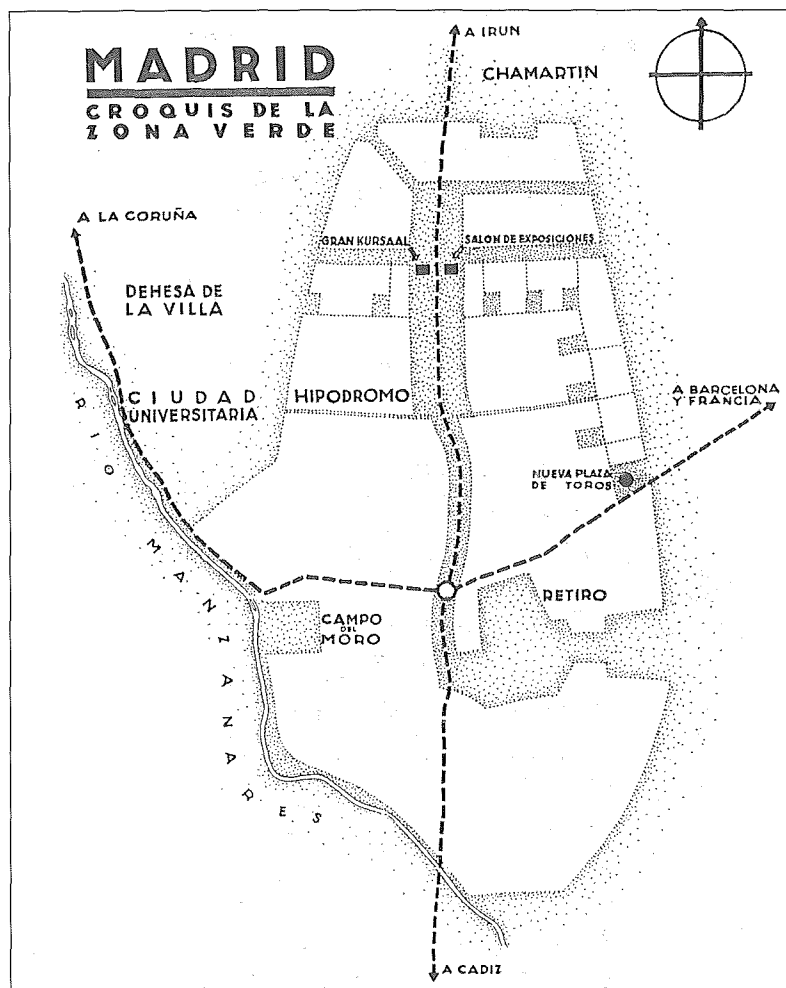 MADRID
CROQUIS DE LA
ZONA VERDE
A IRUN
CHAMARTIN
A LA CORUÑA
GRAN KURSAAL
SALON DE EXPOSICIONES
DEHESA DE
LA VILLA
CIUDAD
UNIVERSITARIA
HIPODROMO
A BARCELONA
Y FRANCIA
NUEVA PLAZA
DE TOROS
RIO MANZANARES
CAMPO
DEL
MORO
RETIRO
A CADIZ